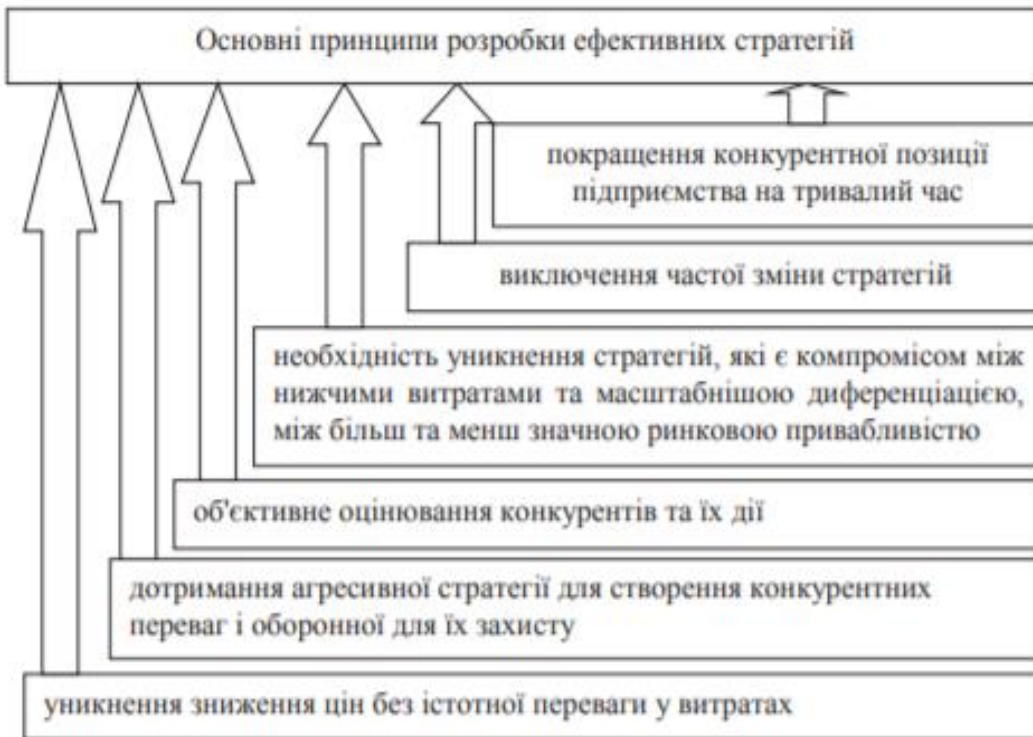 Основні принципи розробки ефективних стратегій
покращення конкурентної позиції
підприємства на тривалий час
виключення частої зміни стратегій
необхідність уникнення стратегій, які є компромісом між
нижчими витратами та масштабнішою диференціацією,
між більш та менш значною ринковою привабливістю
об'єктивне оцінювання конкурентів та їх дії
дотримання агресивної стратегії для створення конкурентних
переваг і оборонної для їх захисту
уникнення зниження цін без істотної переваги у витратах